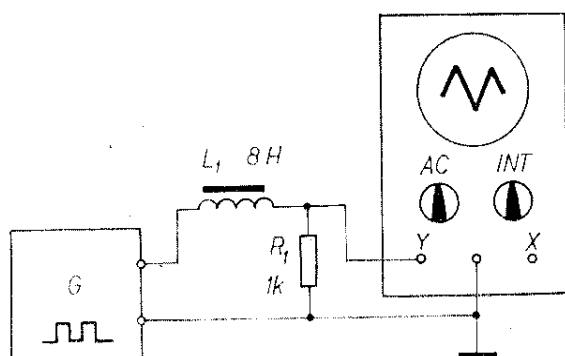 AC INT
L₁ 8H
Y X
R₁
1k
G